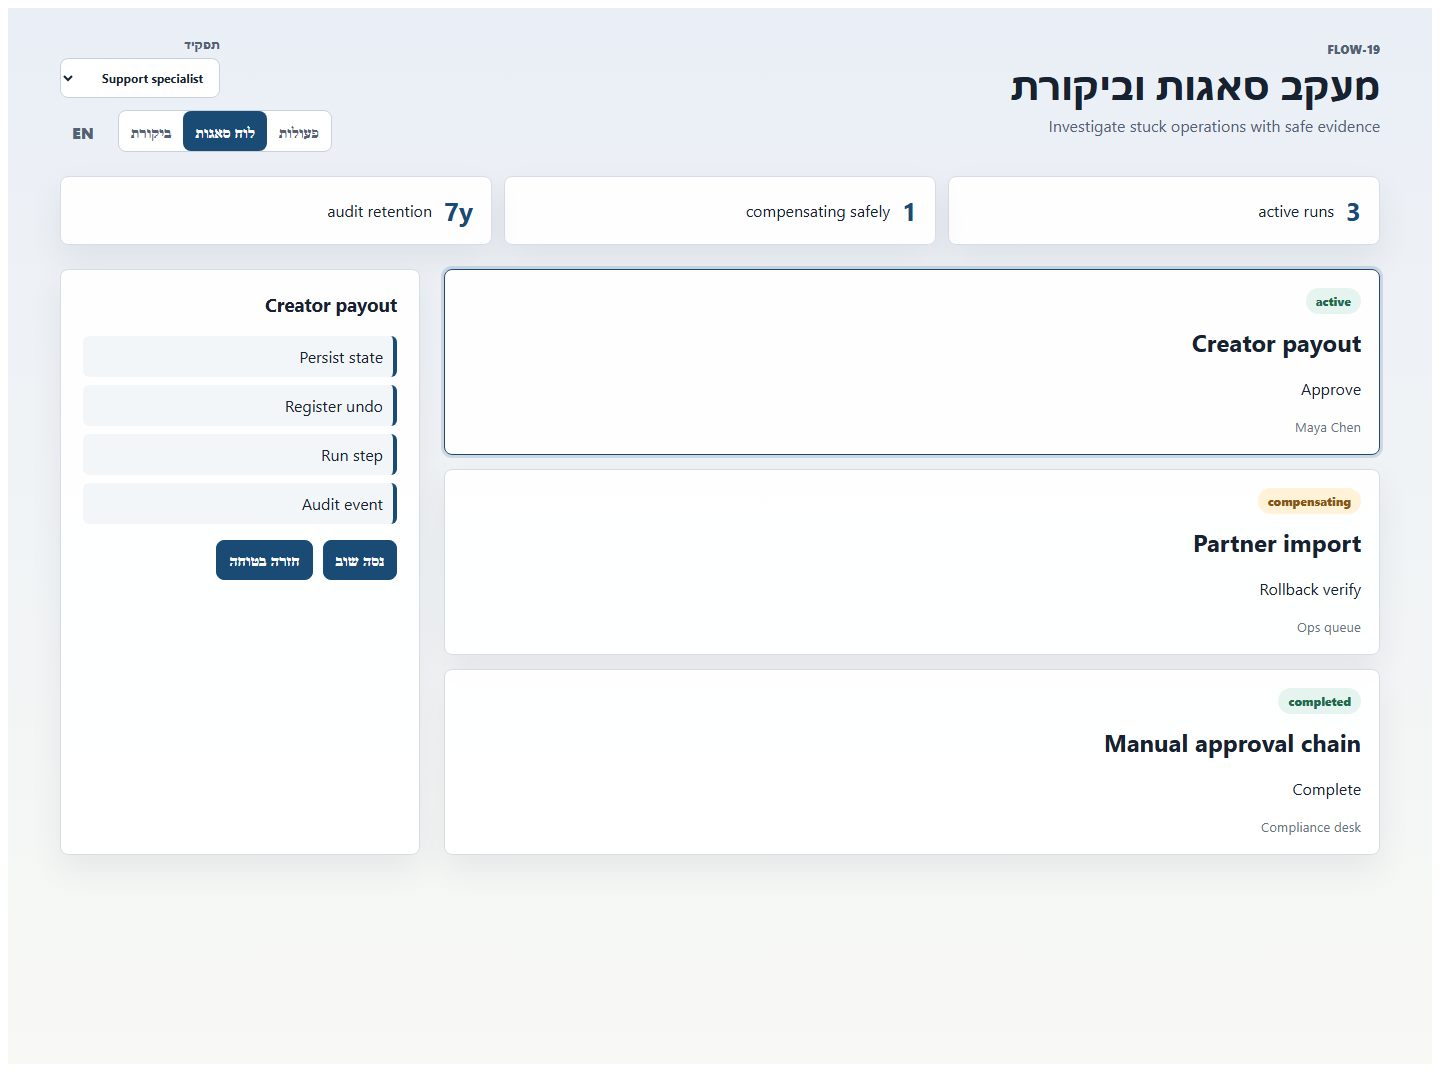 FLOW-19
מעקב סאגות וביקורת
Investigate stuck operations with safe evidence
תפקיד
Support specialist
פעולות
לוח סאגות
ביקורת
EN
3 active runs
1 compensating safely
7y audit retention
active
Creator payout
Approve
Maya Chen
compensating
Partner import
Rollback verify
Ops queue
completed
Manual approval chain
Complete
Compliance desk
Creator payout
Persist state
Register undo
Run step
Audit event
נסה שוב
חזרה בטוחה